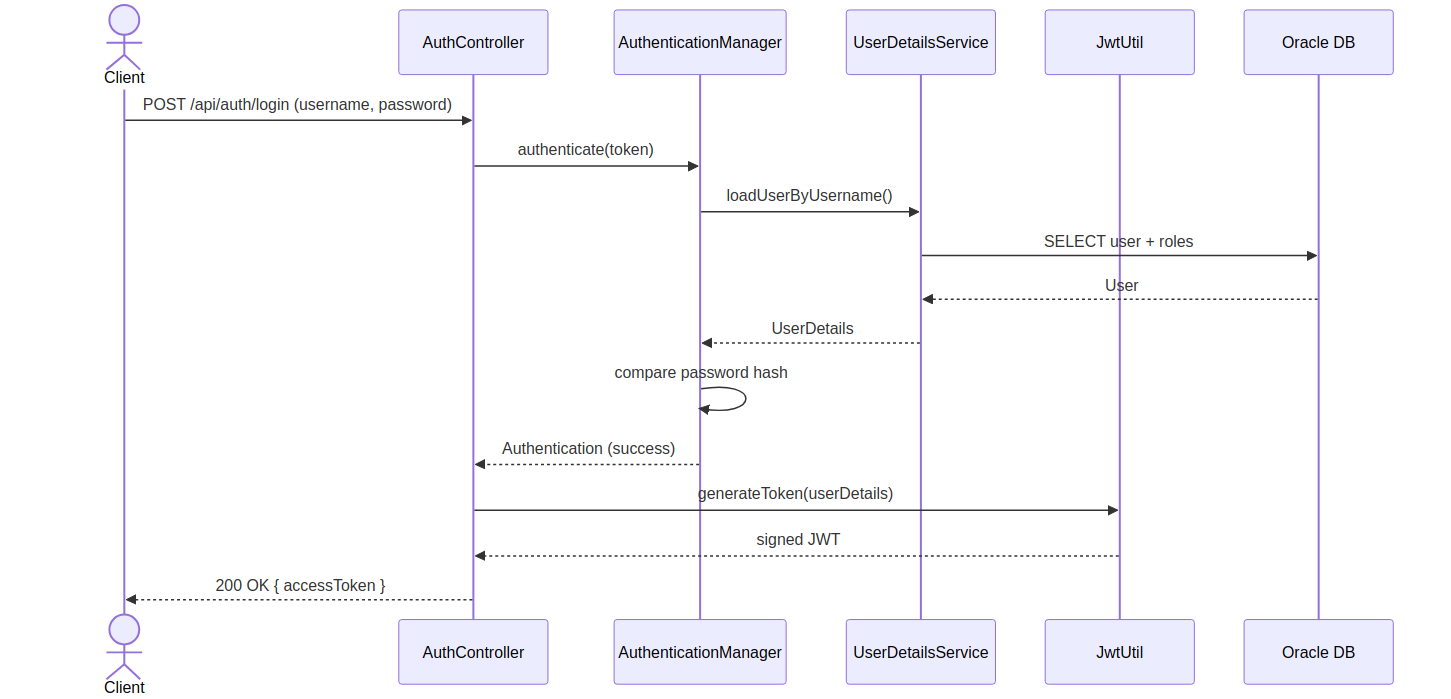 Client
AuthController
AuthenticationManager
UserDetailsService
JwtUtil
Oracle DB
POST /api/auth/login (username, password)
authenticate(token)
loadUserByUsername()
SELECT user + roles
User
UserDetails
compare password hash
Authentication (success)
generateToken(userDetails)
signed JWT
200 OK { accessToken }
Client
AuthController
AuthenticationManager
UserDetailsService
JwtUtil
Oracle DB